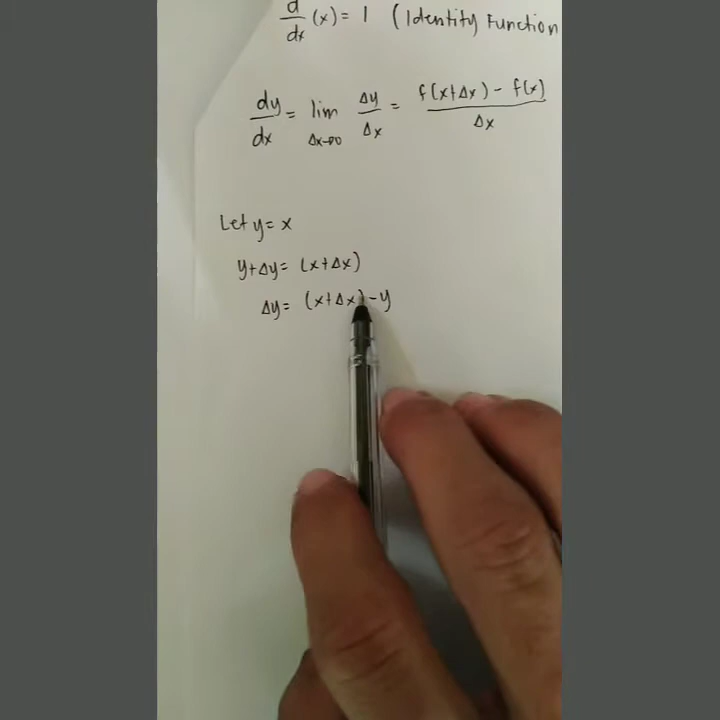 d/dx (x) = 1 (Identity Function
dy/dx = lim Δx→0 Δy/Δx = f(x+Δx) - f(x)/Δx
Let y = x
y+Δy = (x+Δx)
Δy = (x+Δx) - y